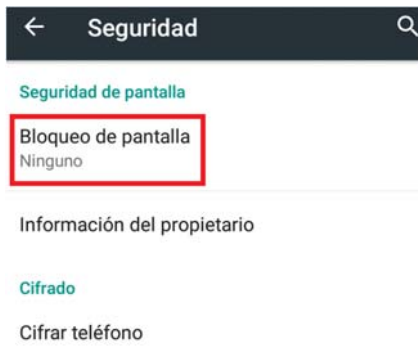 Seguridad
Seguridad de pantalla
Bloqueo de pantalla
Ninguno
Información del propietario
Cifrado
Cifrar teléfono